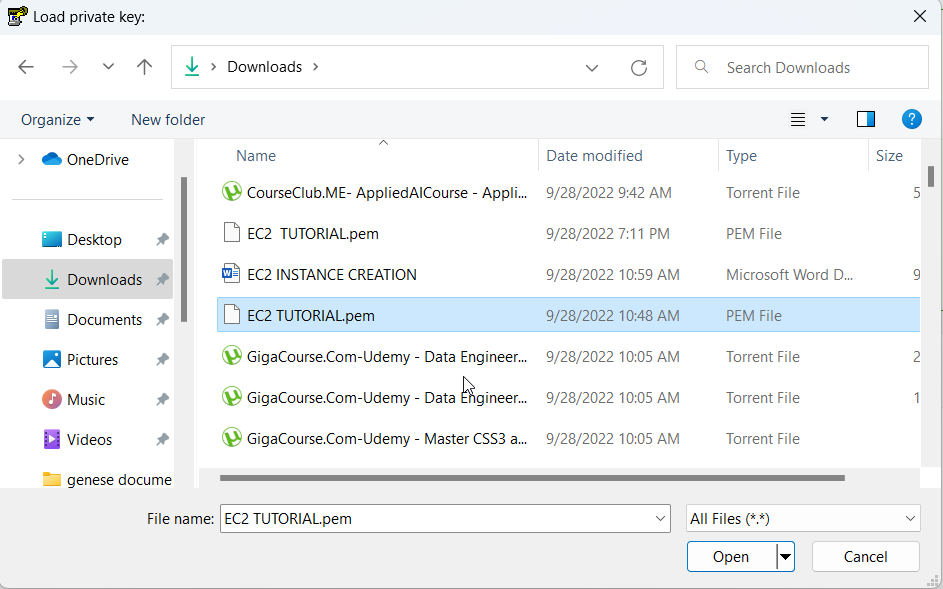 Load private key:
Downloads
Search Downloads
Organize
New folder
?
Name
Date modified
Type
Size
OneDrive
Desktop
Downloads
Documents
Pictures
Music
Videos
genese docume
CourseClub.ME- AppliedAICourse - Appli... 9/28/2022 9:42 AM Torrent File 5
EC2  TUTORIAL.pem 9/28/2022 7:11 PM PEM File
EC2 INSTANCE CREATION 9/28/2022 10:59 AM Microsoft Word D... 9
EC2 TUTORIAL.pem 9/28/2022 10:48 AM PEM File
GigaCourse.Com-Udemy - Data Engineer... 9/28/2022 10:05 AM Torrent File 2
GigaCourse.Com-Udemy - Data Engineer... 9/28/2022 10:05 AM Torrent File 1
GigaCourse.Com-Udemy - Master CSS3 a... 9/28/2022 10:05 AM Torrent File
File name: EC2 TUTORIAL.pem
All Files (*.*)
Open
Cancel